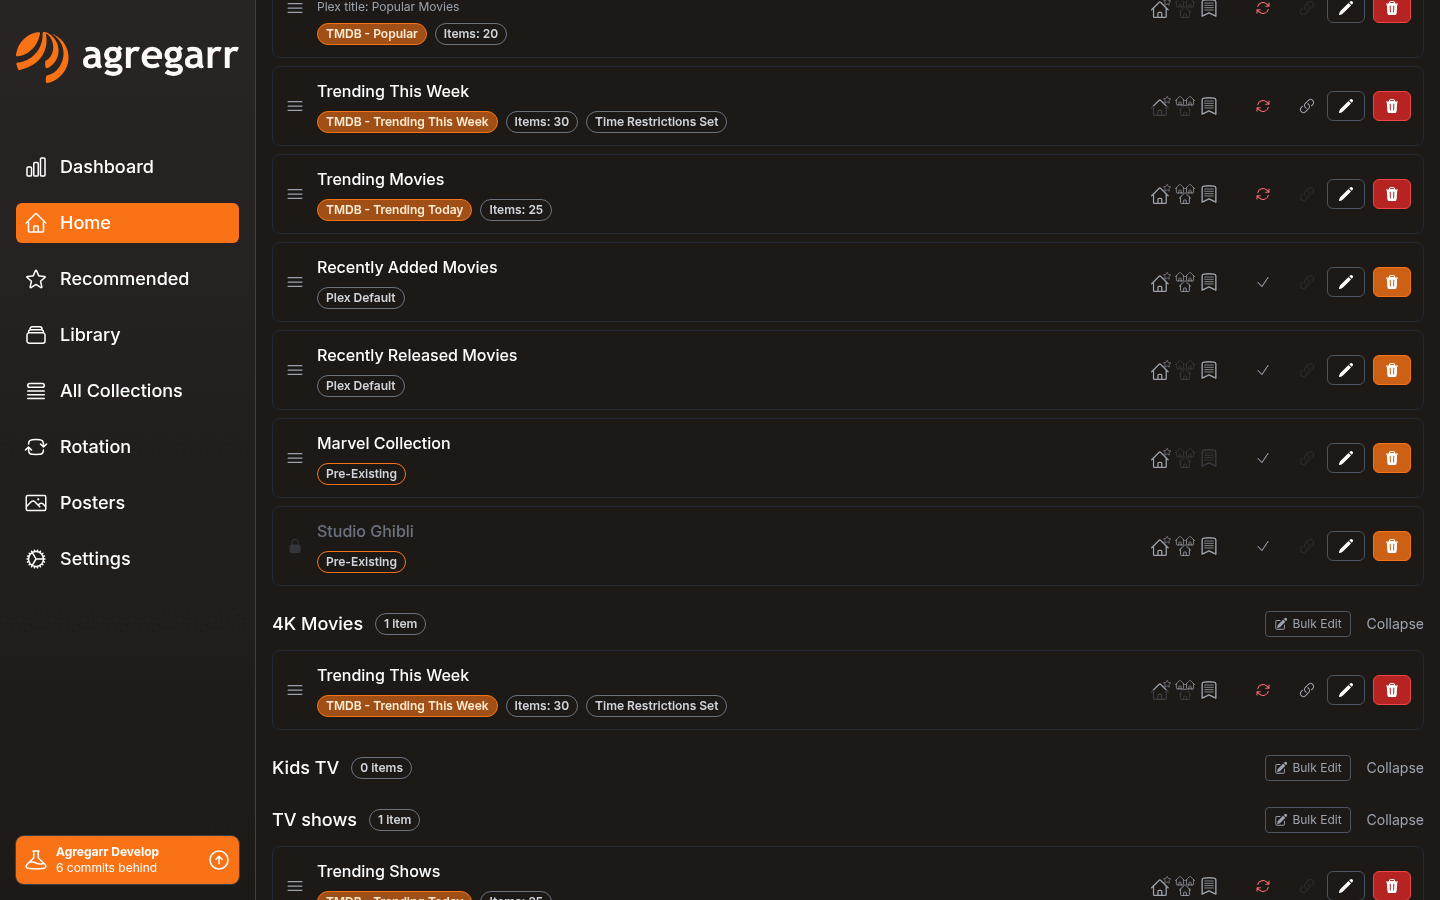 agregarr
Dashboard
Home
Recommended
Library
All Collections
Rotation
Posters
Settings
Agregarr Develop
6 commits behind
Plex title: Popular Movies
TMDB - Popular Items: 20
Trending This Week
TMDB - Trending This Week Items: 30 Time Restrictions Set
Trending Movies
TMDB - Trending Today Items: 25
Recently Added Movies
Plex Default
Recently Released Movies
Plex Default
Marvel Collection
Pre-Existing
Studio Ghibli
Pre-Existing
4K Movies 1 item Bulk Edit Collapse
Trending This Week
TMDB - Trending This Week Items: 30 Time Restrictions Set
Kids TV 0 items Bulk Edit Collapse
TV shows 1 item Bulk Edit Collapse
Trending Shows
TMDB - Trending Today Items: 25